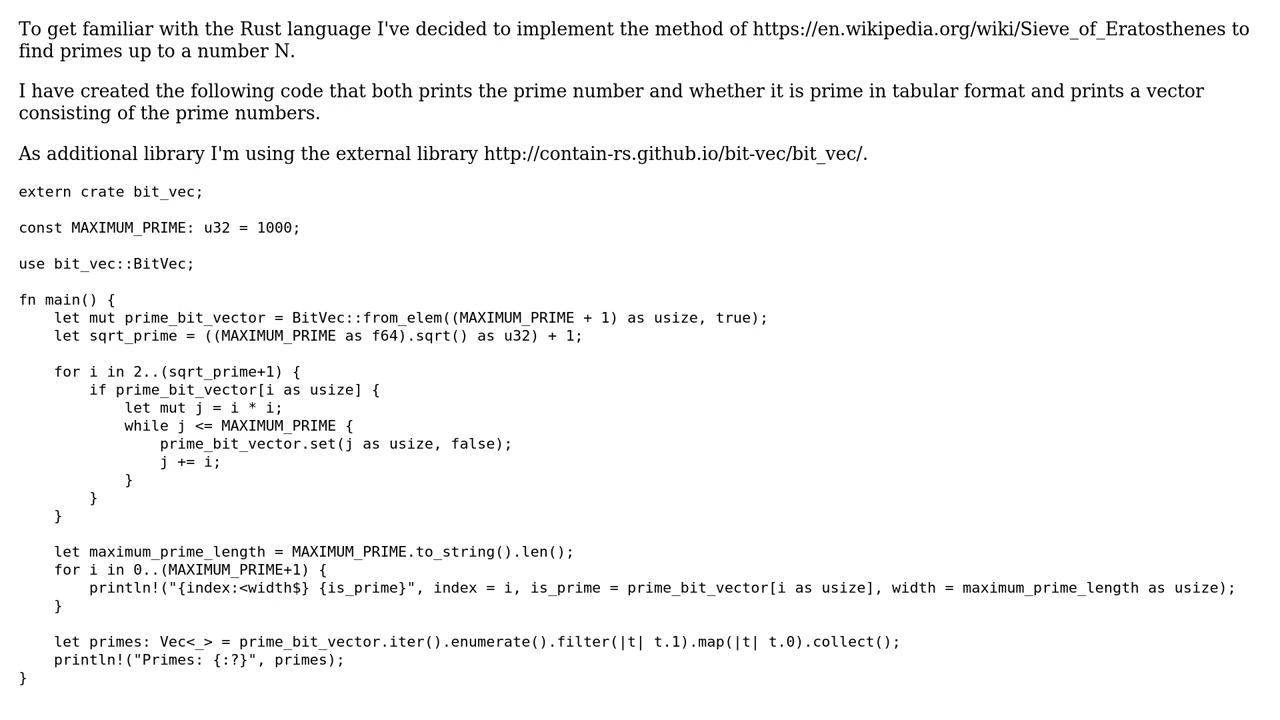 To get familiar with the Rust language I've decided to implement the method of https://en.wikipedia.org/wiki/Sieve_of_Eratosthenes to
find primes up to a number N.
I have created the following code that both prints the prime number and whether it is prime in tabular format and prints a vector
consisting of the prime numbers.
As additional library I'm using the external library http://contain-rs.github.io/bit-vec/bit_vec/.
extern crate bit_vec;
const MAXIMUM_PRIME: u32 = 1000;
use bit_vec::BitVec;
fn main() {
    let mut prime_bit_vector = BitVec::from_elem((MAXIMUM_PRIME + 1) as usize, true);
    let sqrt_prime = ((MAXIMUM_PRIME as f64).sqrt() as u32) + 1;
    for i in 2..(sqrt_prime+1) {
        if prime_bit_vector[i as usize] {
            let mut j = i * i;
            while j <= MAXIMUM_PRIME {
                prime_bit_vector.set(j as usize, false);
                j += i;
            }
        }
    }
    let maximum_prime_length = MAXIMUM_PRIME.to_string().len();
    for i in 0..(MAXIMUM_PRIME+1) {
        println!("{index:<width$} {is_prime}", index = i, is_prime = prime_bit_vector[i as usize], width = maximum_prime_length as usize);
    }
    let primes: Vec<_> = prime_bit_vector.iter().enumerate().filter(|t| t.1).map(|t| t.0).collect();
    println!("Primes: {:?}", primes);
}